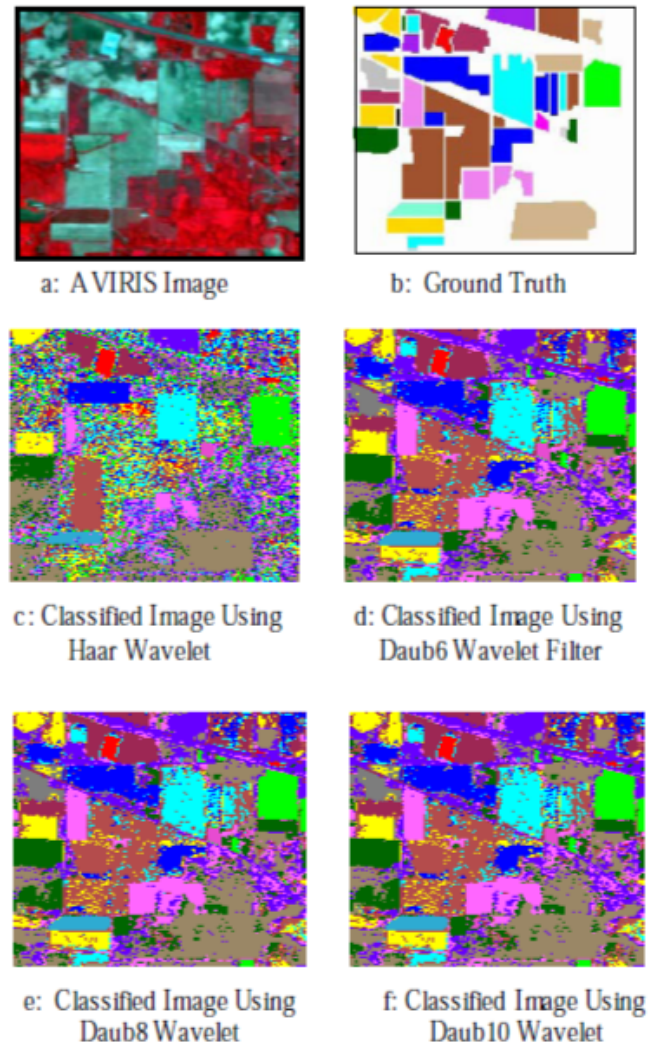 a: AVIRIS Image
b: Ground Truth
c: Classified Image Using
Haar Wavelet
d: Classified Image Using
Daub6 Wavelet Filter
e: Classified Image Using
Daub8 Wavelet
f: Classified Image Using
Daub10 Wavelet